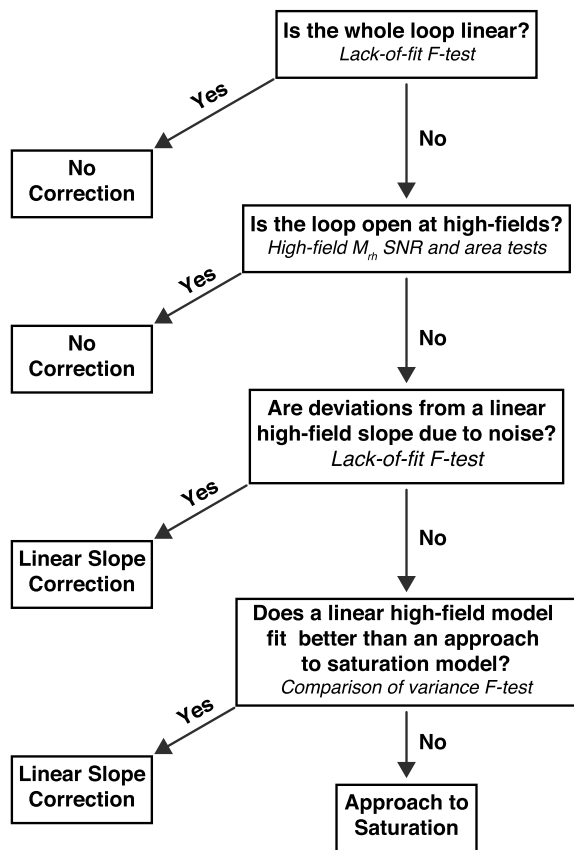 Is the whole loop linear?
Lack-of-fit F-test
Yes
No
No
Correction
Is the loop open at high-fields?
High-field Mrh SNR and area tests
Yes
No
No
Correction
Are deviations from a linear
high-field slope due to noise?
Lack-of-fit F-test
Yes
No
Linear Slope
Correction
Does a linear high-field model
fit better than an approach
to saturation model?
Comparison of variance F-test
Yes
No
Linear Slope
Correction
Approach to
Saturation